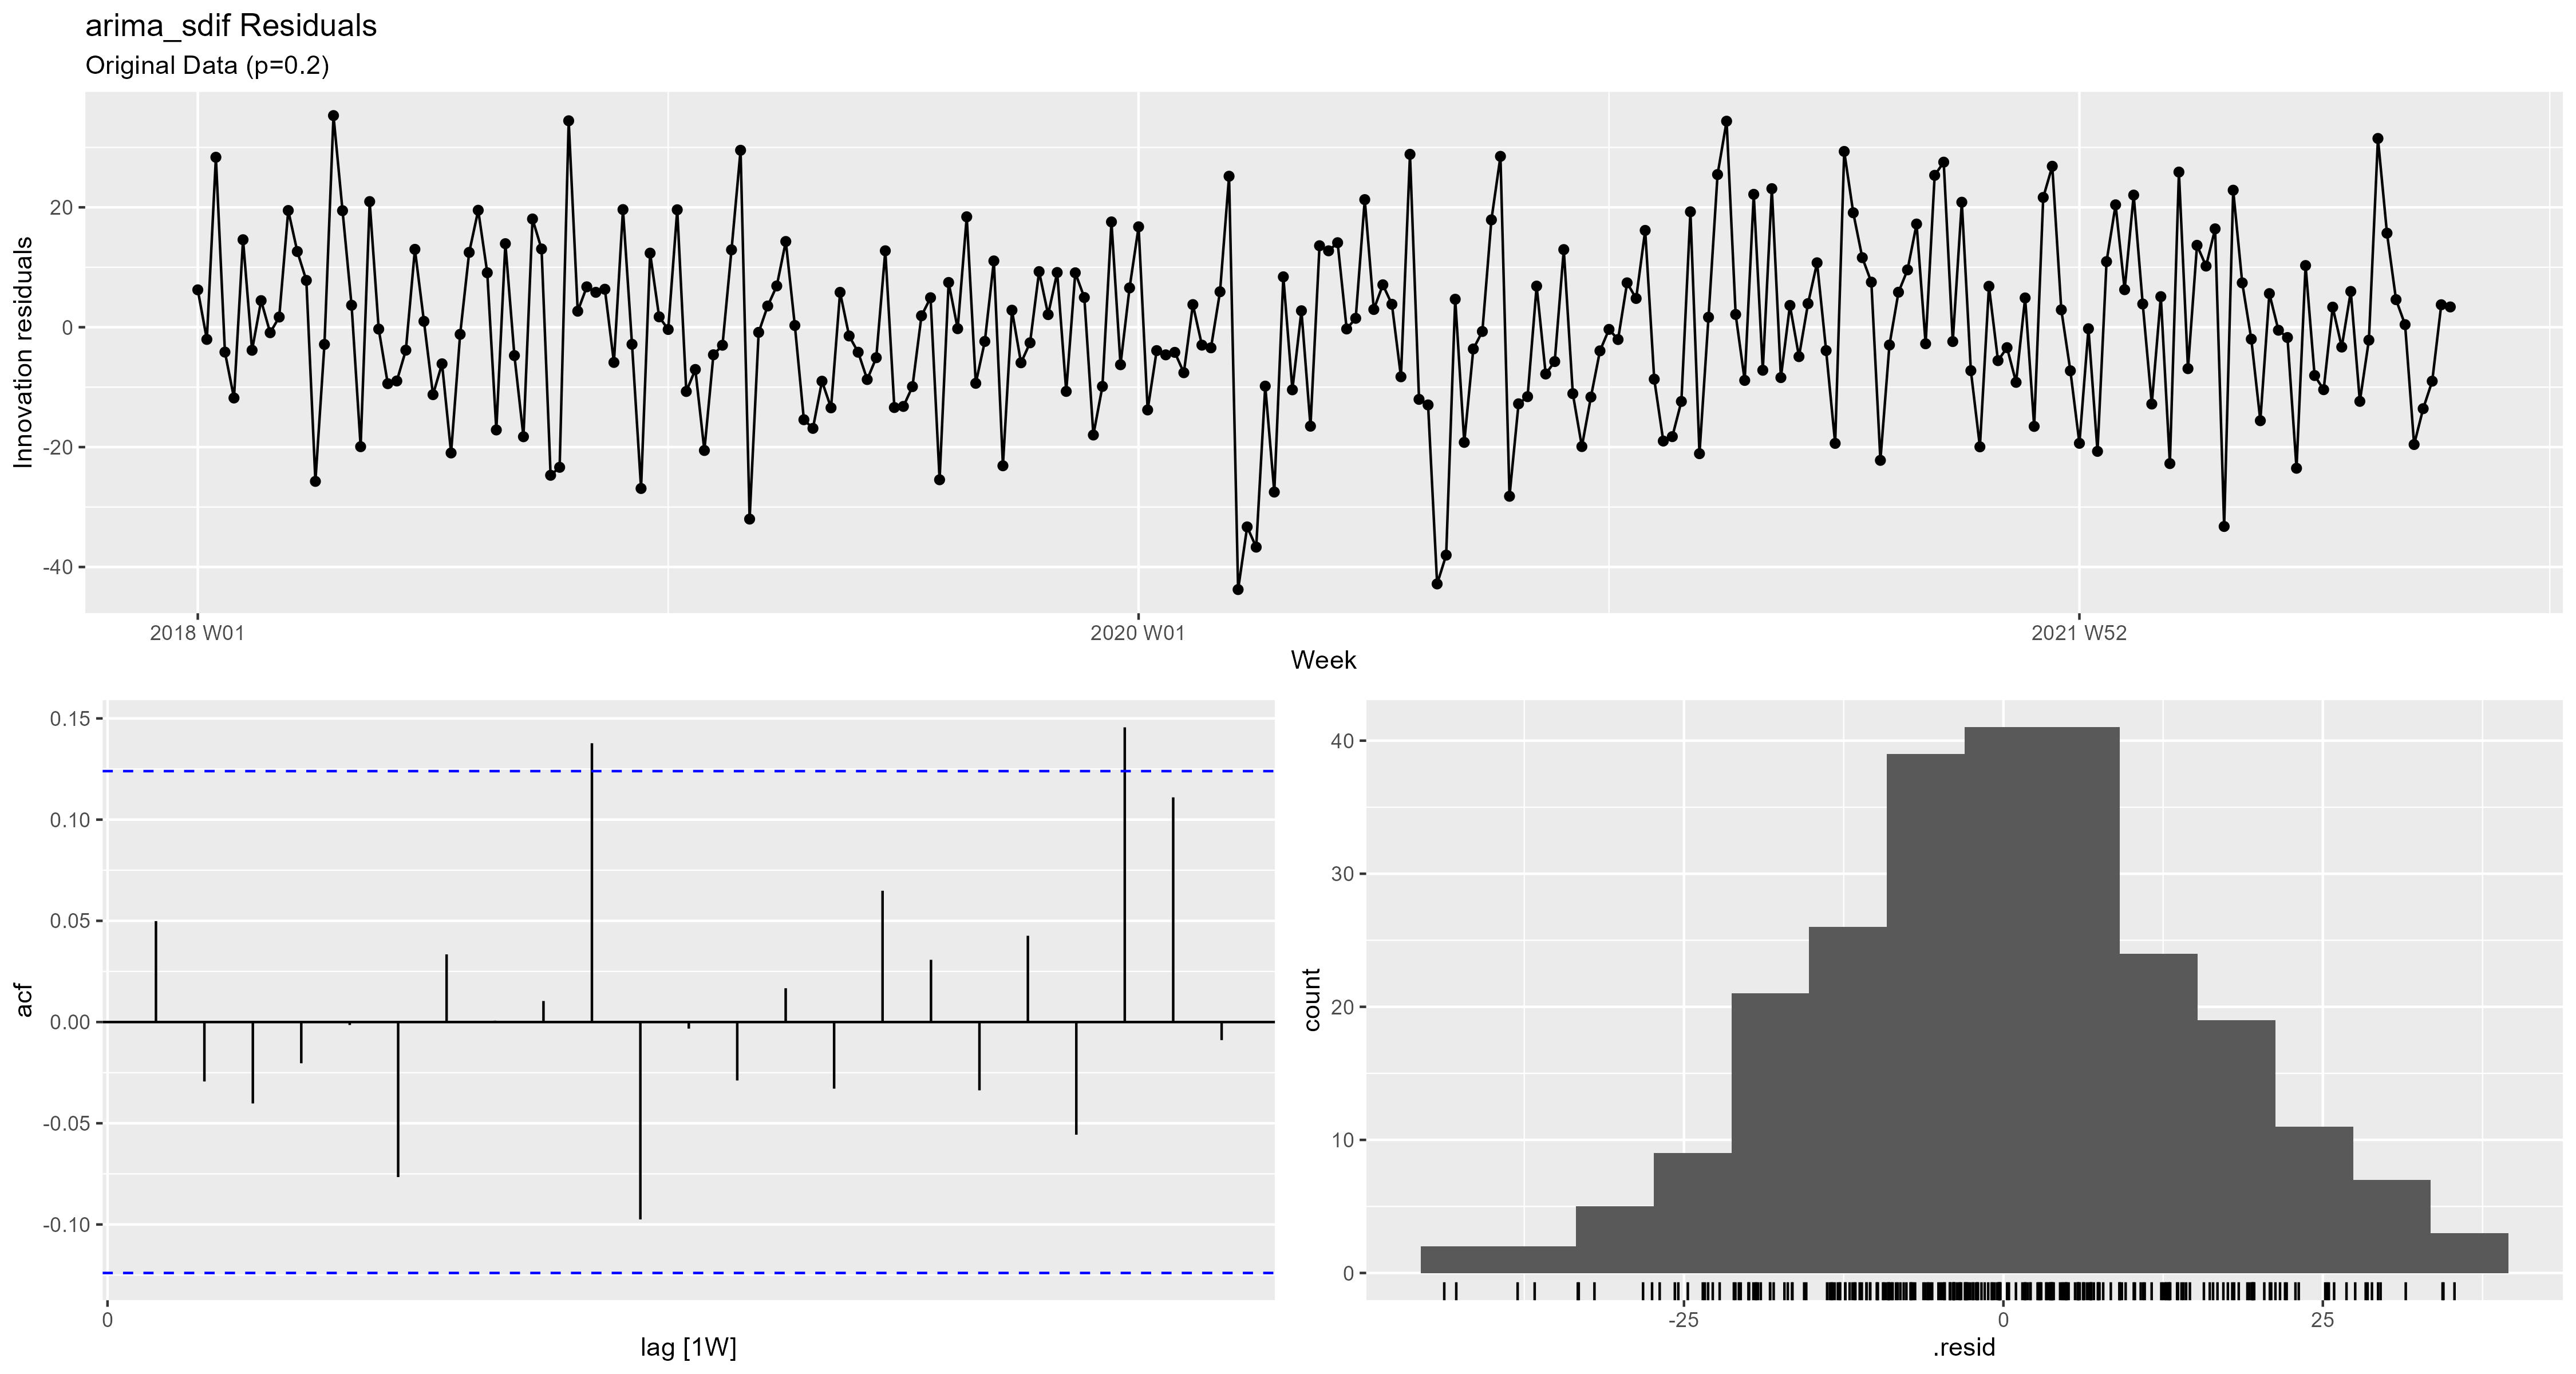 arima_sdif Residuals
Original Data (p=0.2)
Innovation residuals
20
0
-20
-40
2018 W01
2020 W01
2021 W52
Week
acf
0.15
0.10
0.05
0.00
-0.05
-0.10
0
lag [1W]
count
40
30
20
10
0
-25
0
25
.resid